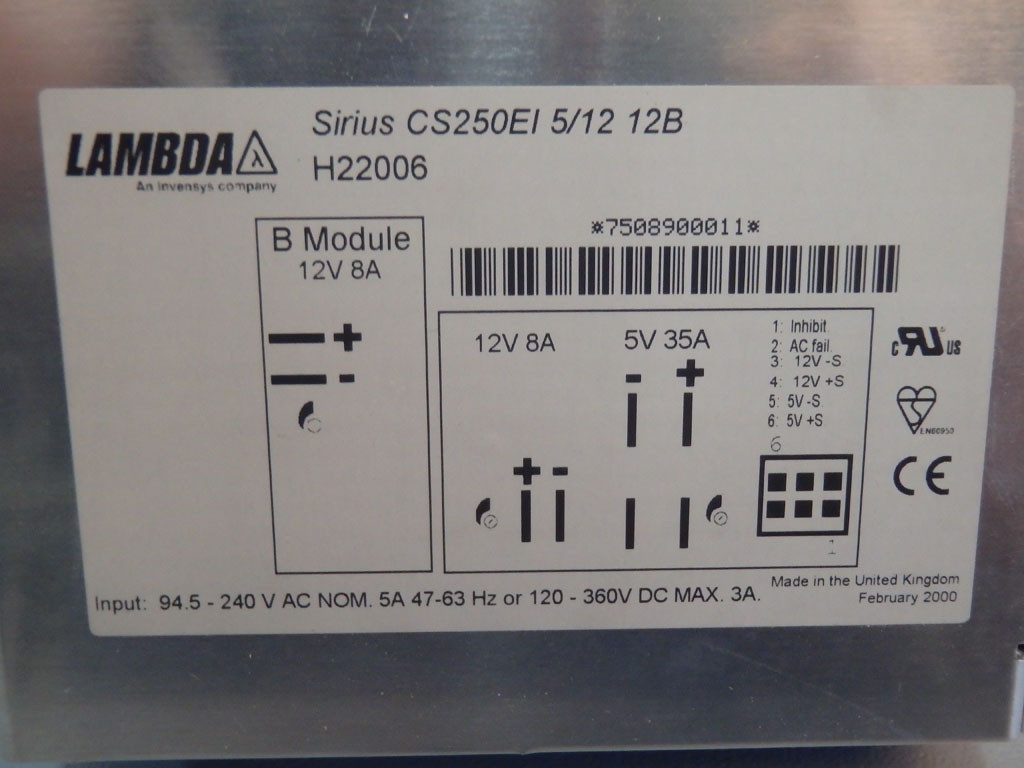 LAMBDA λ
An Invensys company
Sirius CS250EI 5/12 12B
H22006
B Module
12V 8A
+
-
*7508900011*
12V 8A
+ -
5V 35A
- +
1: Inhibit
2: AC fail
3: 12V -S
4: 12V +S
5: 5V -S
6: 5V +S
6
1
c RU US
EN60950
CE
Input: 94.5 - 240 V AC NOM. 5A 47-63 Hz or 120 - 360V DC MAX. 3A.
Made in the United Kingdom
February 2000